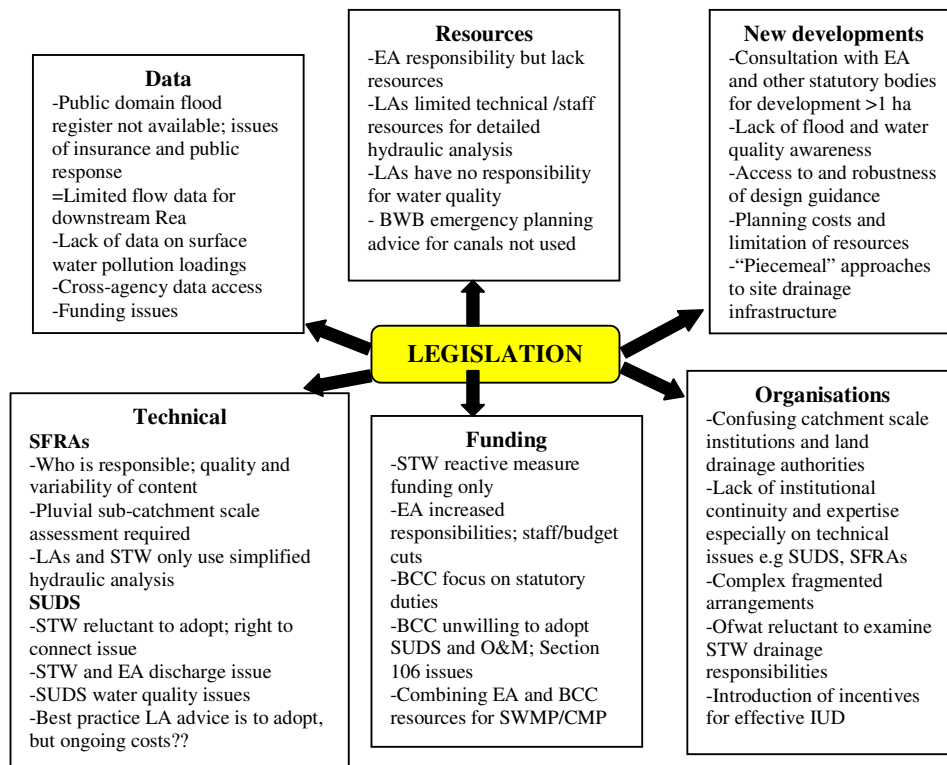 Data
-Public domain flood
register not available; issues
of insurance and public
response
=Limited flow data for
downstream Rea
-Lack of data on surface
water pollution loadings
-Cross-agency data access
-Funding issues
Resources
-EA responsibility but lack
resources
-LAs limited technical /staff
resources for detailed
hydraulic analysis
-LAs have no responsibility
for water quality
- BWB emergency planning
advice for canals not used
New developments
-Consultation with EA
and other statutory bodies
for development >1 ha
-Lack of flood and water
quality awareness
-Access to and robustness
of design guidance
-Planning costs and
limitation of resources
-“Piecemeal” approaches
to site drainage
infrastructure
LEGISLATION
Technical
SFRAs
-Who is responsible; quality and
variability of content
-Pluvial sub-catchment scale
assessment required
-LAs and STW only use simplified
hydraulic analysis
SUDS
-STW reluctant to adopt; right to
connect issue
-STW and EA discharge issue
-SUDS water quality issues
-Best practice LA advice is to adopt,
but ongoing costs??
Funding
-STW reactive measure
funding only
-EA increased
responsibilities; staff/budget
cuts
-BCC focus on statutory
duties
-BCC unwilling to adopt
SUDS and O&M; Section
106 issues
-Combining EA and BCC
resources for SWMP/CMP
Organisations
-Confusing catchment scale
institutions and land
drainage authorities
-Lack of institutional
continuity and expertise
especially on technical
issues e.g SUDS, SFRAs
-Complex fragmented
arrangements
-Ofwat reluctant to examine
STW drainage
responsibilities
-Introduction of incentives
for effective IUD